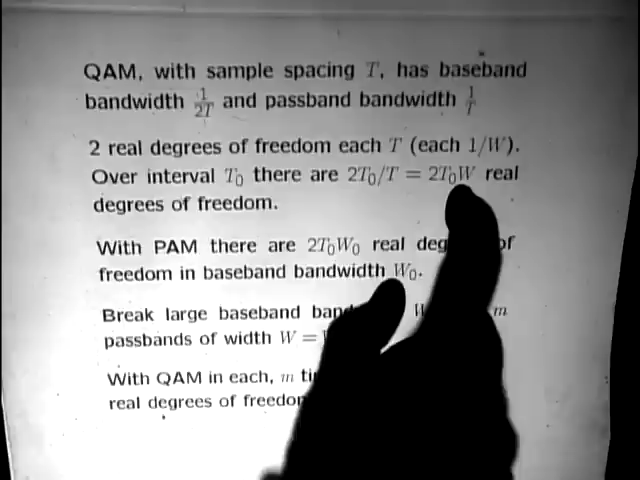 QAM, with sample spacing T, has baseband
bandwidth 1/2T and passband bandwidth 1/T
2 real degrees of freedom each T (each 1/W).
Over interval T₀ there are 2T₀/T = 2T₀W real
degrees of freedom.
With PAM there are 2T₀W₀ real deg of
freedom in baseband bandwidth W₀.
Break large baseband band m
passbands of width W =
With QAM in each, m
real degrees of freedom